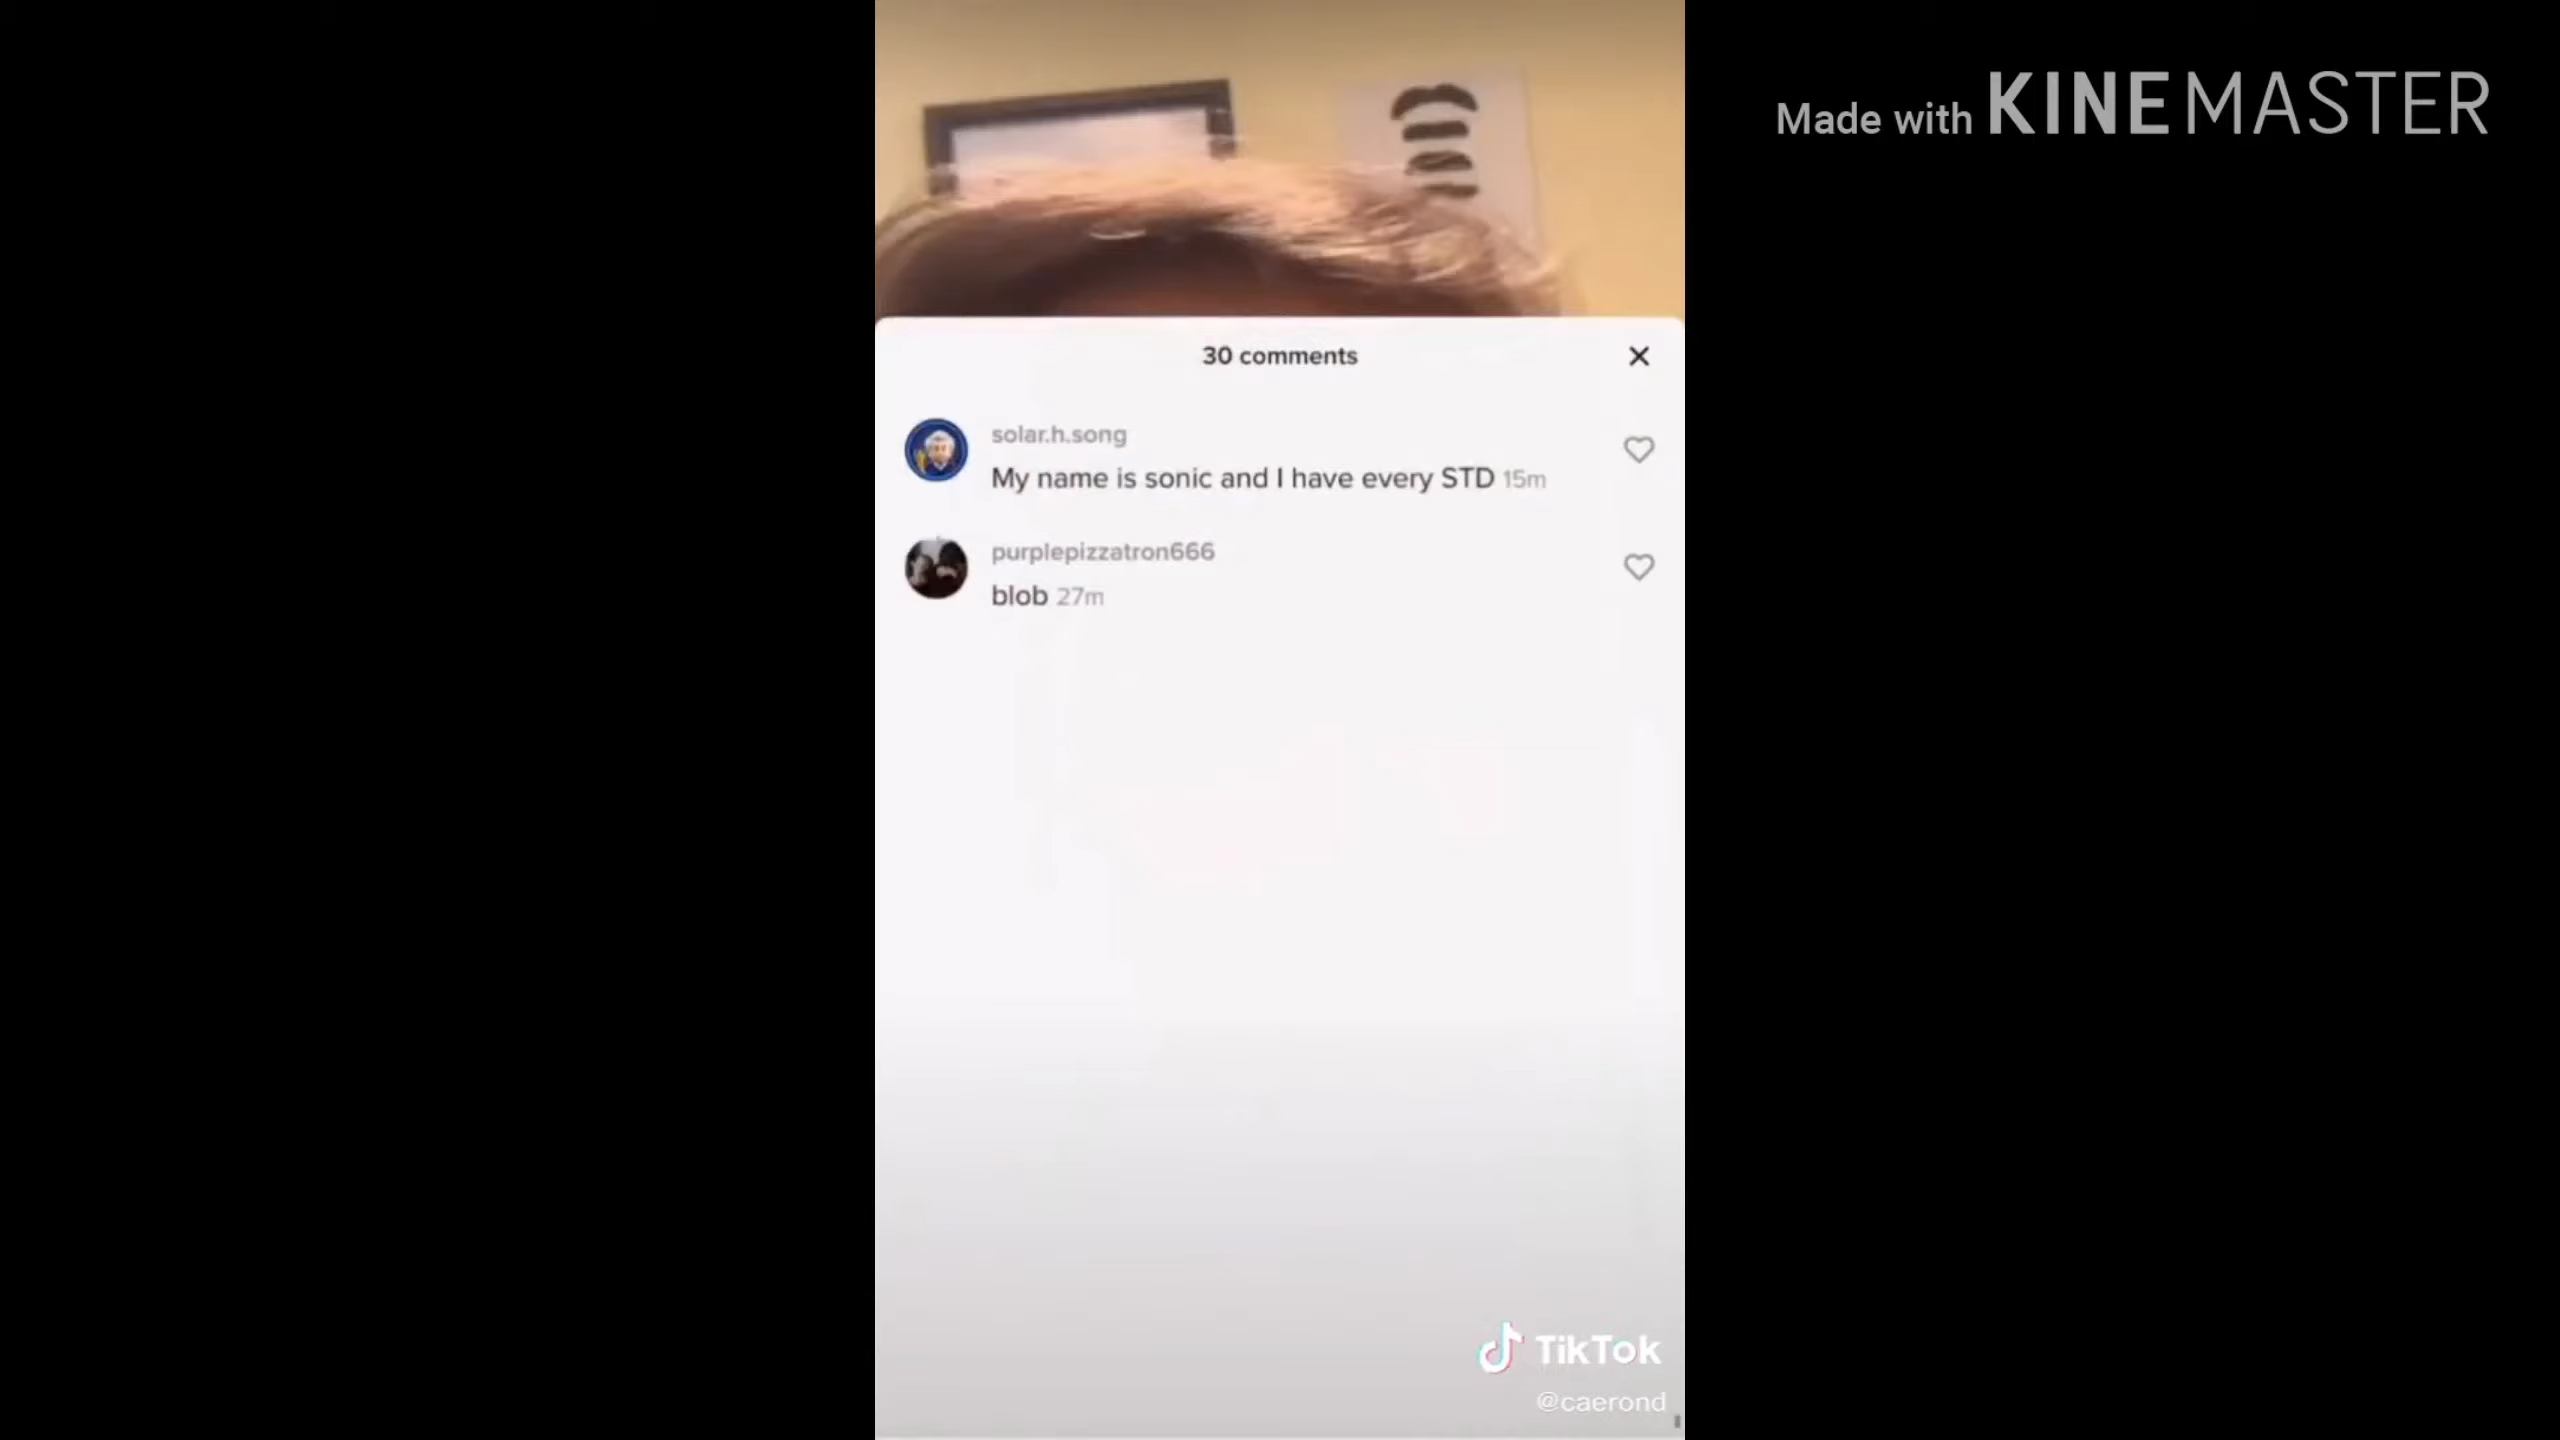 Made with KINEMASTER
30 comments
solar.h.song
My name is sonic and I have every STD 15m
purplepizzatron666
blob 27m
TikTok
@caerond